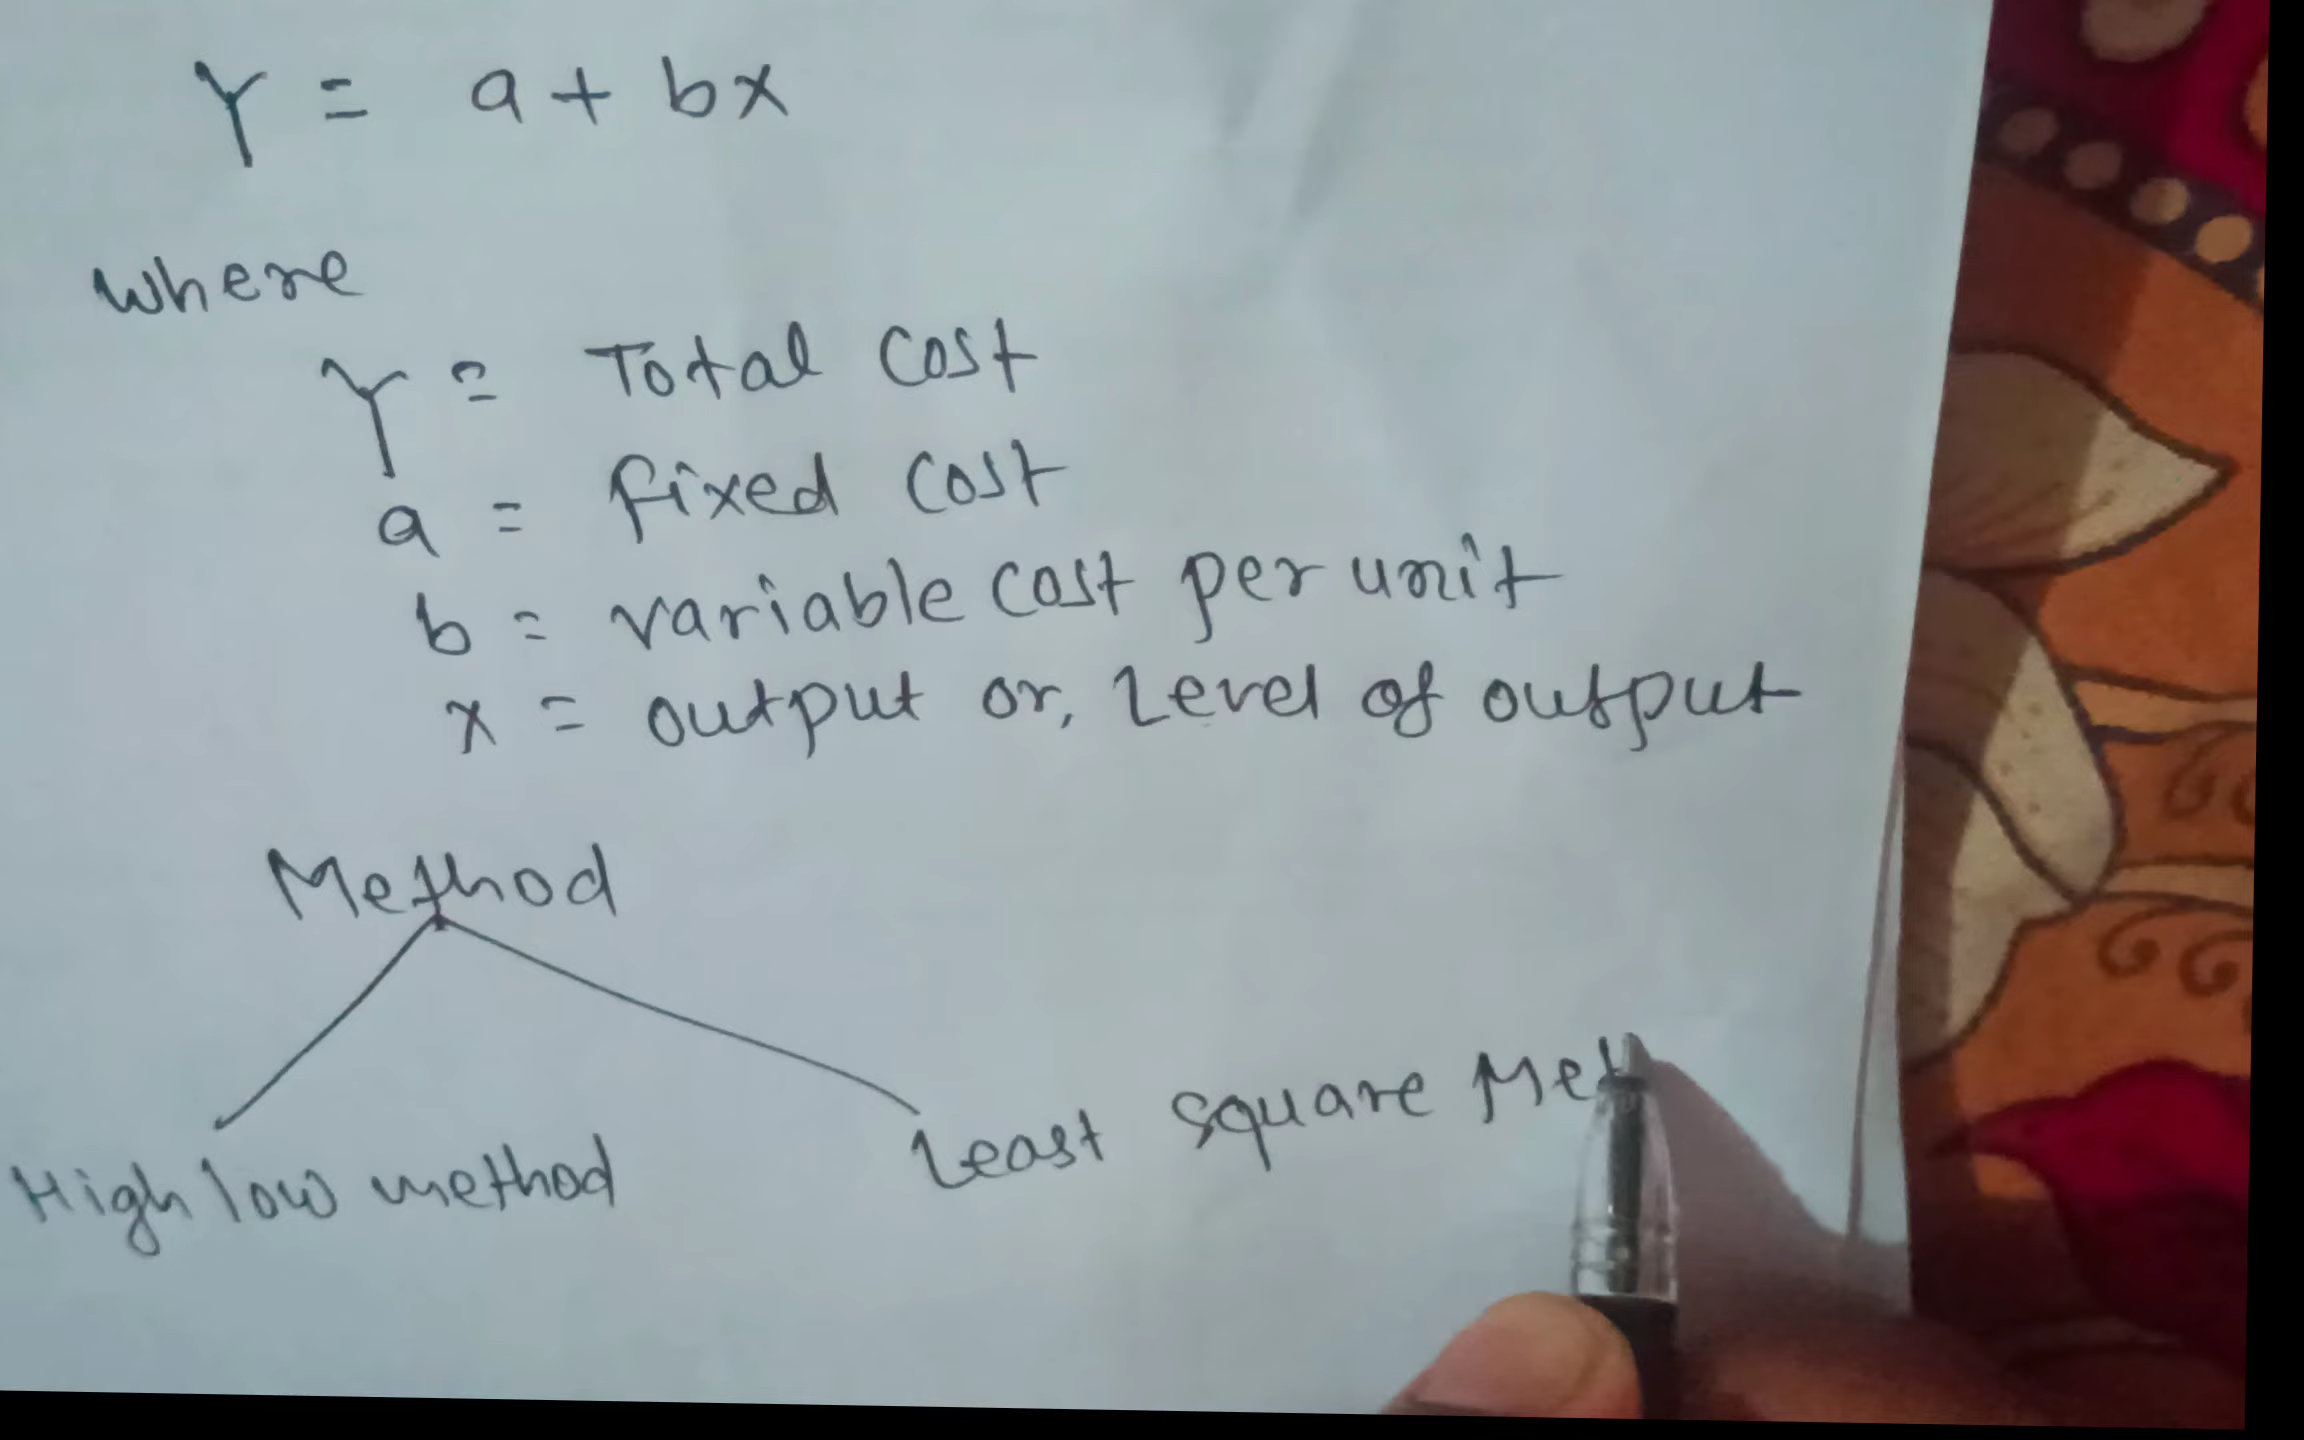 Y = a + bx
where
Y = Total cost
a = fixed cost
b = variable cost per unit
x = output or, Level of output
Method
High low method
Least square Met